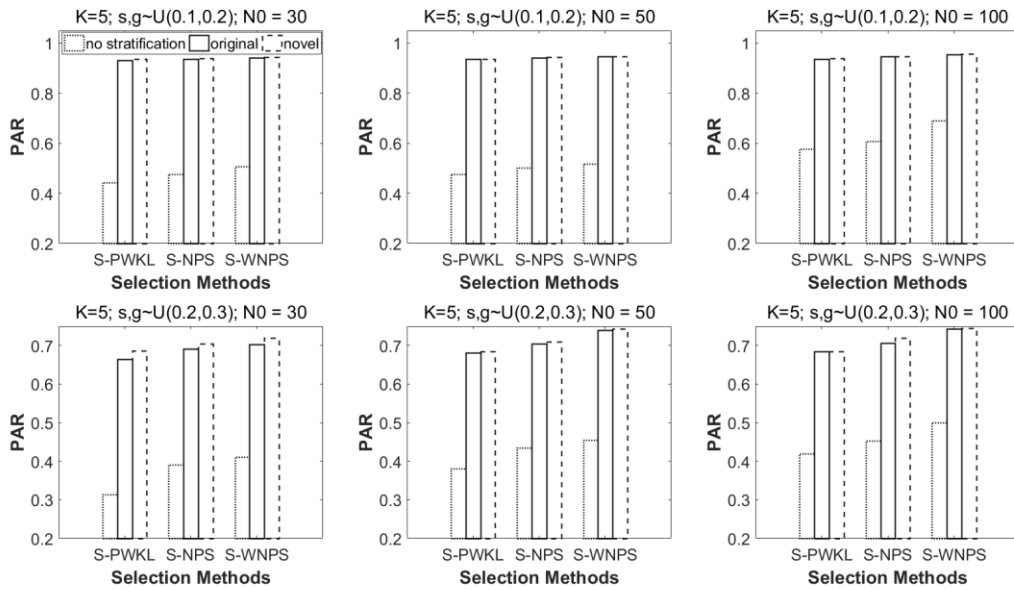 K=5; s,g~U(0.1,0.2); N0 = 30
no stratification original novel
1
0.8
0.6
0.4
0.2
PAR
S-PWKL S-NPS S-WNPS
Selection Methods
K=5; s,g~U(0.1,0.2); N0 = 50
1
0.8
0.6
0.4
0.2
PAR
S-PWKL S-NPS S-WNPS
Selection Methods
K=5; s,g~U(0.1,0.2); N0 = 100
1
0.8
0.6
0.4
0.2
PAR
S-PWKL S-NPS S-WNPS
Selection Methods
K=5; s,g~U(0.2,0.3); N0 = 30
0.7
0.6
0.5
0.4
0.3
0.2
PAR
S-PWKL S-NPS S-WNPS
Selection Methods
K=5; s,g~U(0.2,0.3); N0 = 50
0.7
0.6
0.5
0.4
0.3
0.2
PAR
S-PWKL S-NPS S-WNPS
Selection Methods
K=5; s,g~U(0.2,0.3); N0 = 100
0.7
0.6
0.5
0.4
0.3
0.2
PAR
S-PWKL S-NPS S-WNPS
Selection Methods